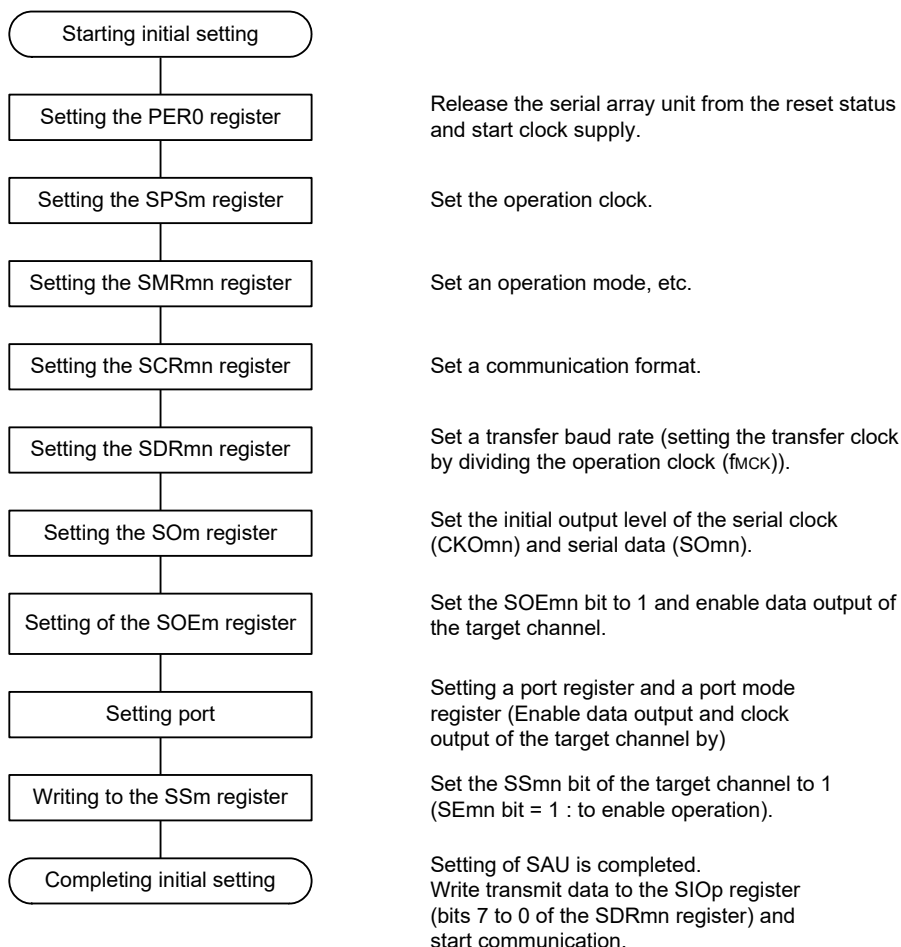 Starting initial setting
Setting the PER0 register
Release the serial array unit from the reset status
and start clock supply.
Setting the SPSm register
Set the operation clock.
Setting the SMRmn register
Set an operation mode, etc.
Setting the SCRmn register
Set a communication format.
Setting the SDRmn register
Set a transfer baud rate (setting the transfer clock
by dividing the operation clock (fMCK)).
Setting the SOm register
Set the initial output level of the serial clock
(CKOmn) and serial data (SOmn).
Setting of the SOEm register
Set the SOEmn bit to 1 and enable data output of
the target channel.
Setting port
Setting a port register and a port mode
register (Enable data output and clock
output of the target channel by)
Writing to the SSm register
Set the SSmn bit of the target channel to 1
(SEmn bit = 1 : to enable operation).
Completing initial setting
Setting of SAU is completed.
Write transmit data to the SIOp register
(bits 7 to 0 of the SDRmn register) and
start communication.